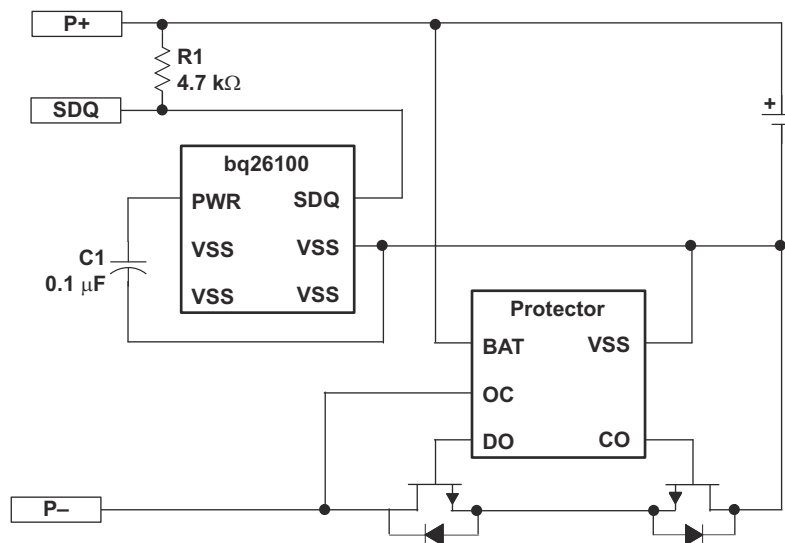 P+
R1
4.7 kΩ
SDQ
+
bq26100
PWR SDQ
VSS VSS
VSS VSS
C1
0.1 μF
Protector
BAT VSS
OC
DO CO
P–